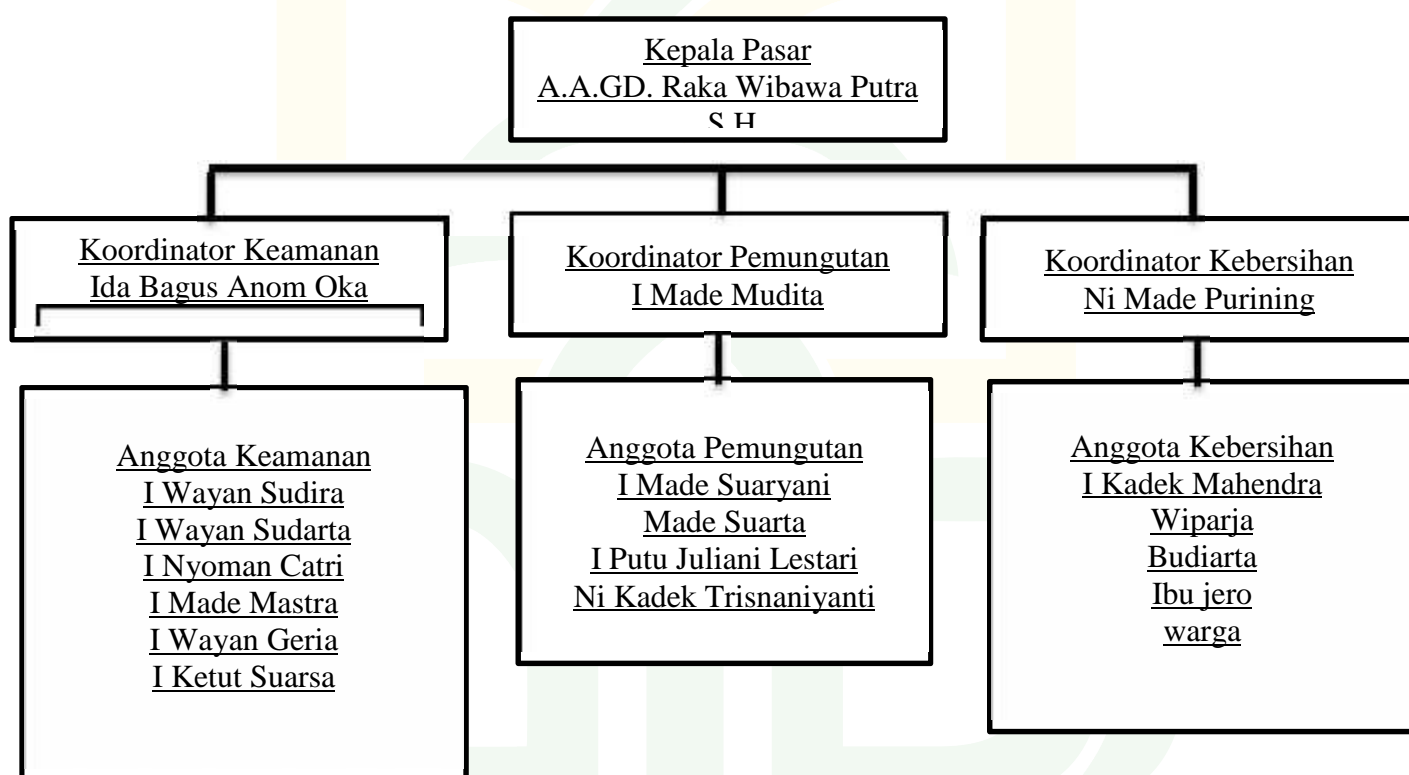 Kepala Pasar
A.A.GD. Raka Wibawa Putra
S.H
Koordinator Keamanan
Ida Bagus Anom Oka
Koordinator Pemungutan
I Made Mudita
Koordinator Kebersihan
Ni Made Purining
Anggota Keamanan
I Wayan Sudira
I Wayan Sudarta
I Nyoman Catri
I Made Mastra
I Wayan Geria
I Ketut Suarsa
Anggota Pemungutan
I Made Suaryani
Made Suarta
I Putu Juliani Lestari
Ni Kadek Trisnaniyanti
Anggota Kebersihan
I Kadek Mahendra
Wiparja
Budiarta
Ibu jero
warga